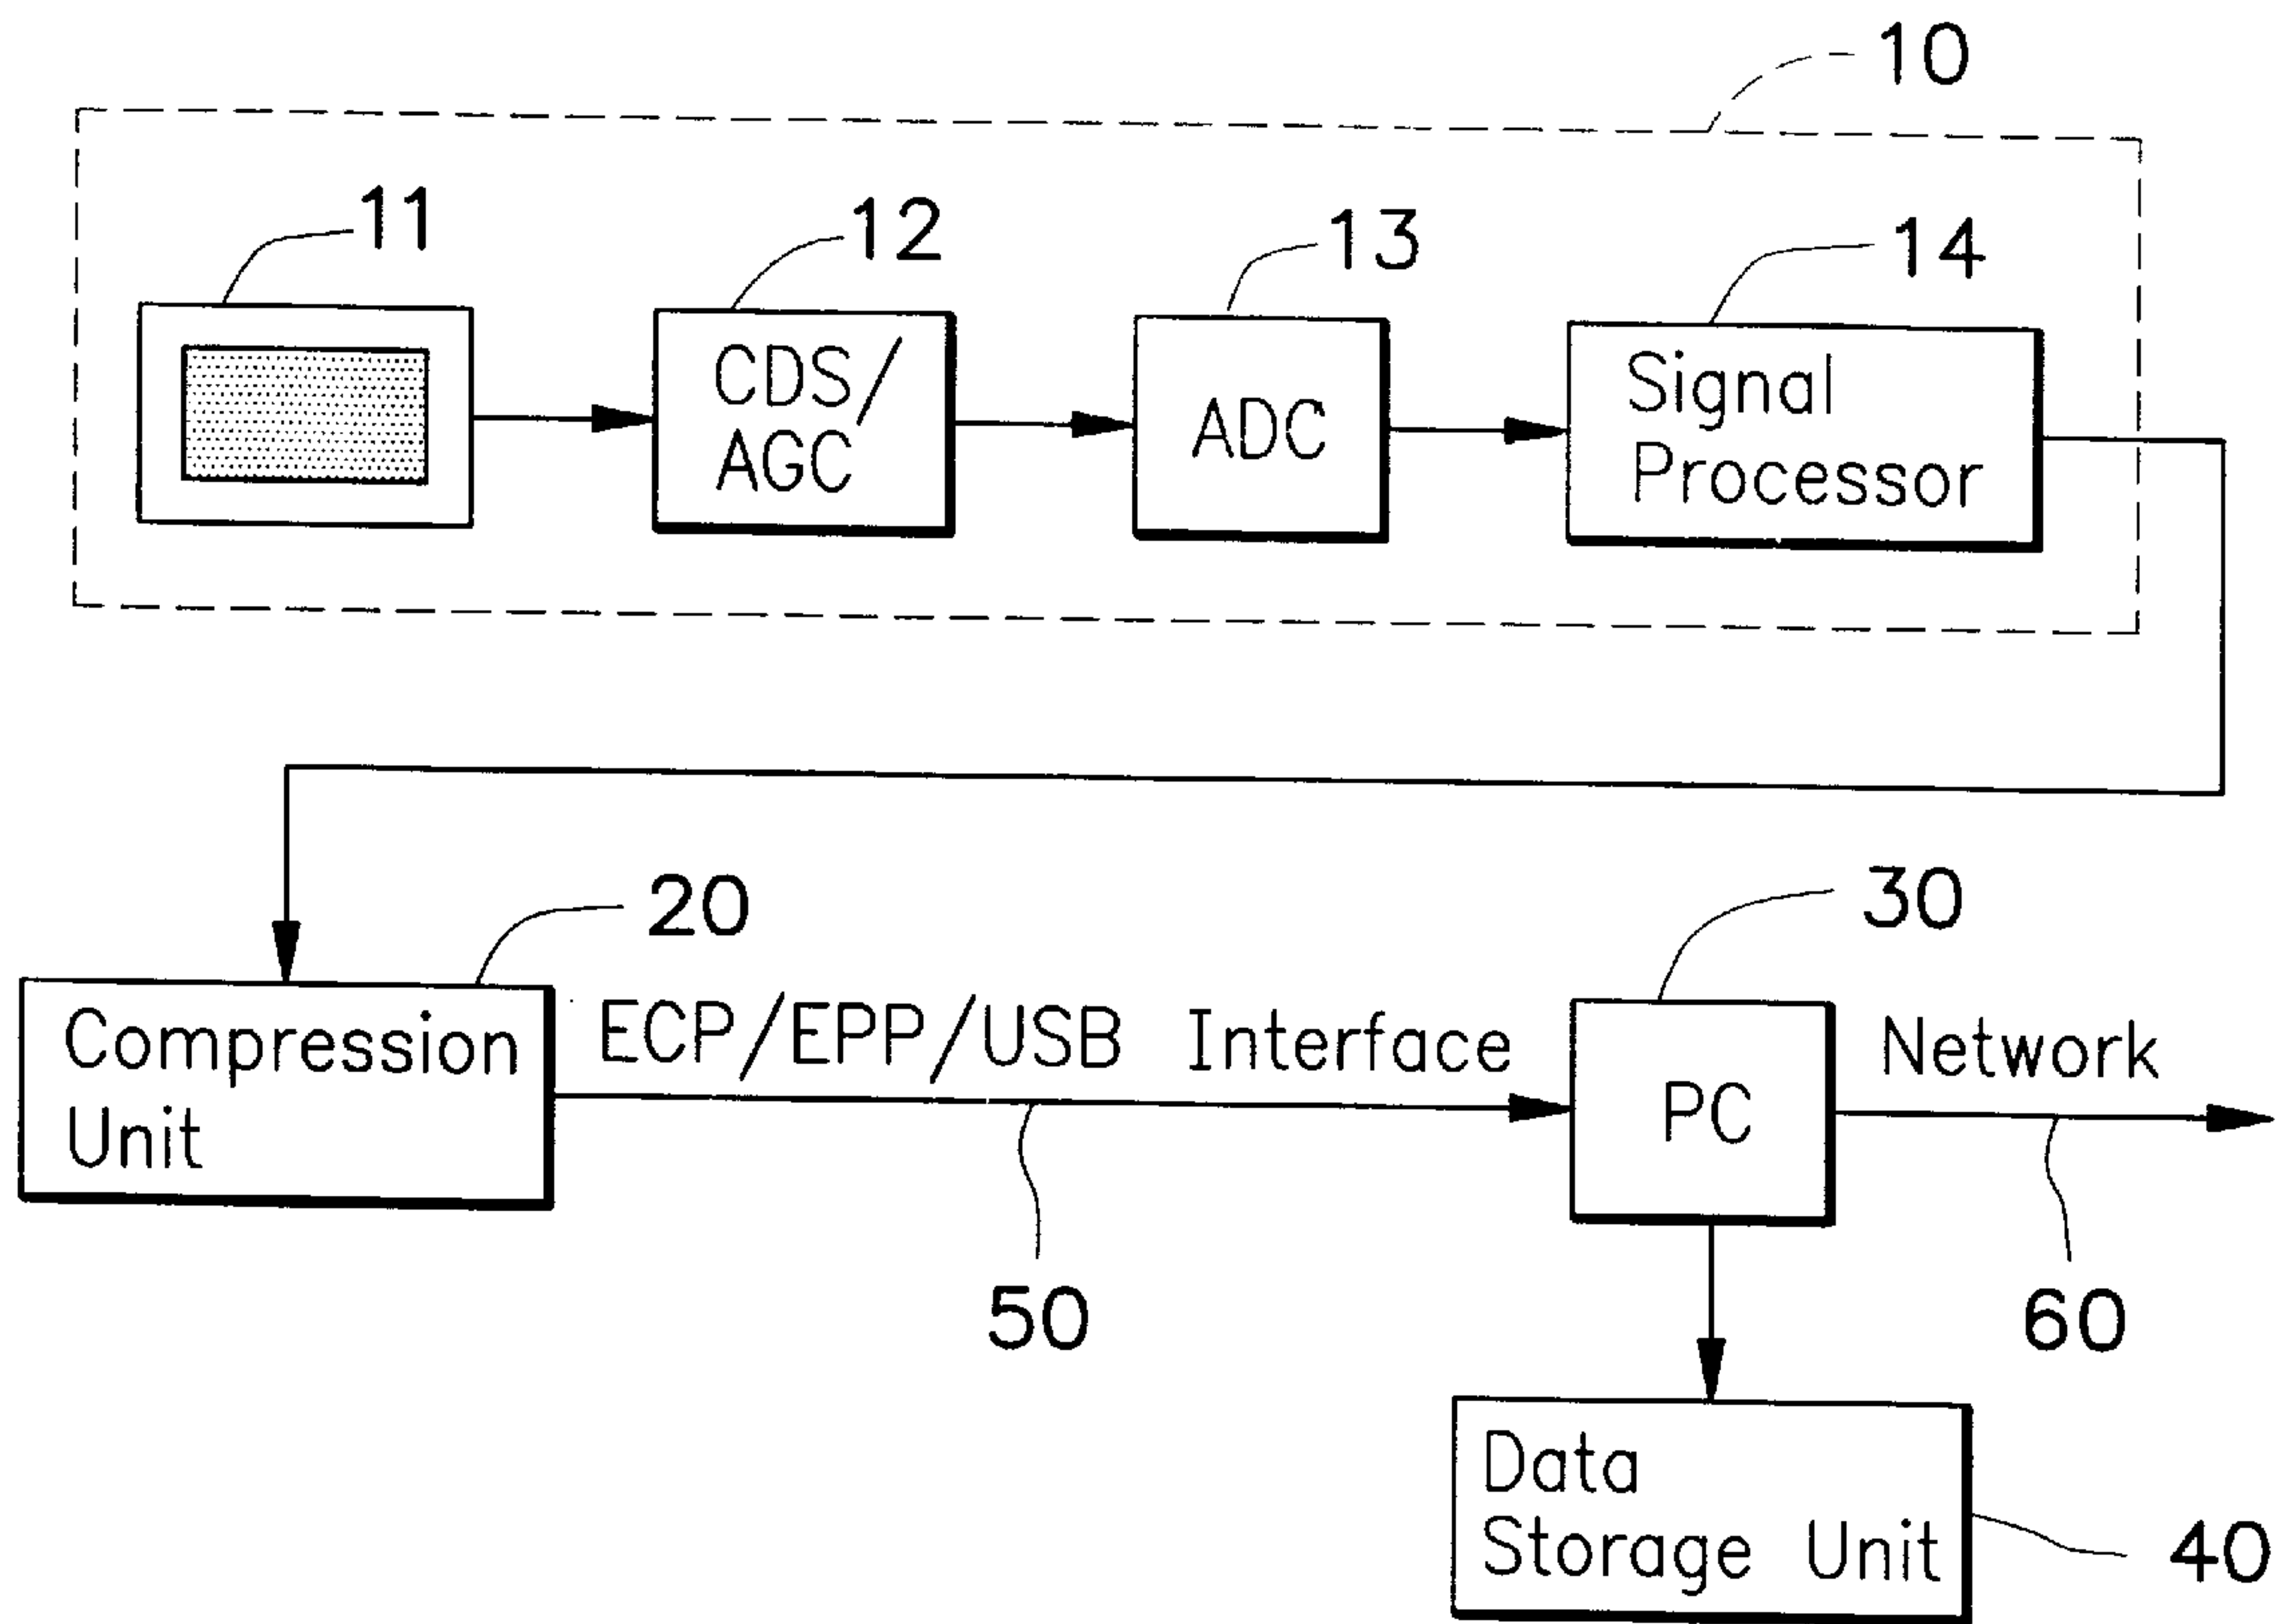 10
11
12
13
14
CDS/
AGC
ADC
Signal
Processor
20
30
Compression
Unit
ECP/EPP/USB Interface
PC
Network
50
60
Data
Storage Unit
40